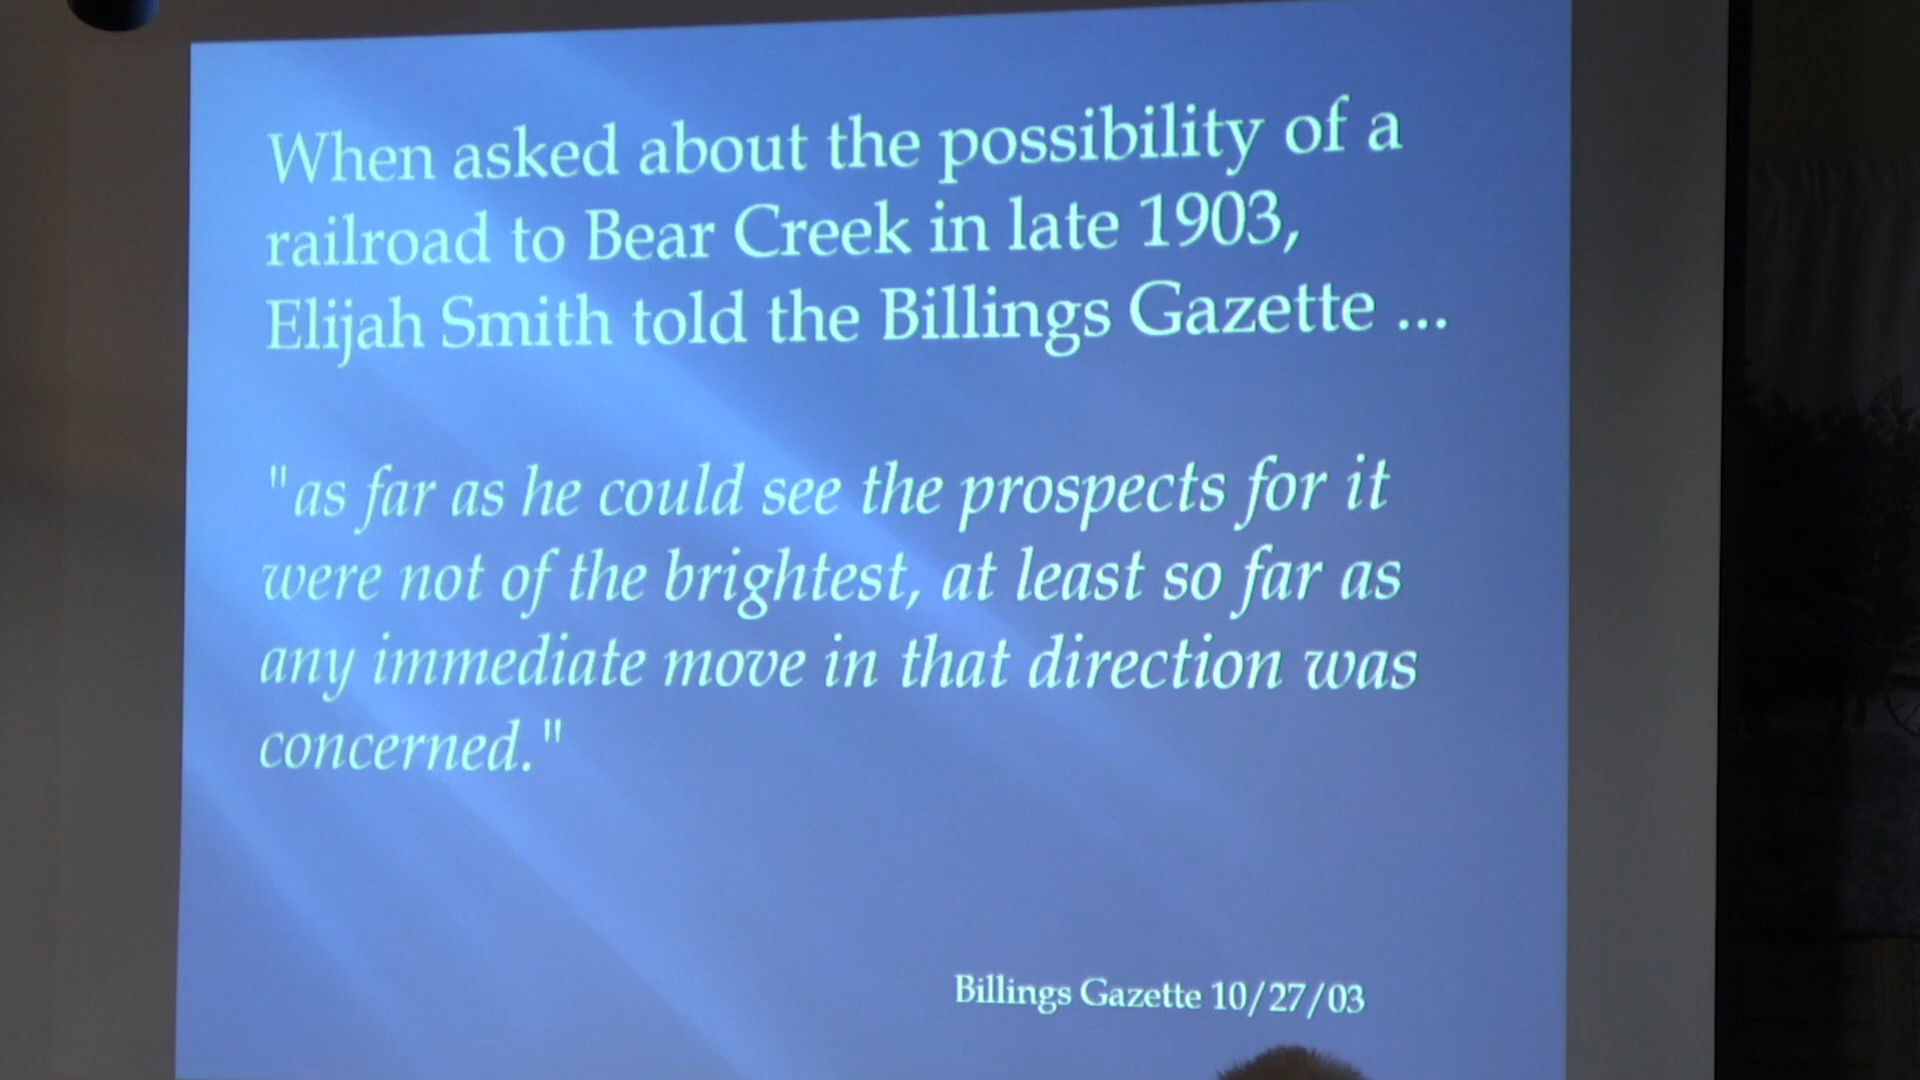 When asked about the possibility of a
railroad to Bear Creek in late 1903,
Elijah Smith told the Billings Gazette ...
"as far as he could see the prospects for it
were not of the brightest, at least so far as
any immediate move in that direction was
concerned."
Billings Gazette 10/27/03